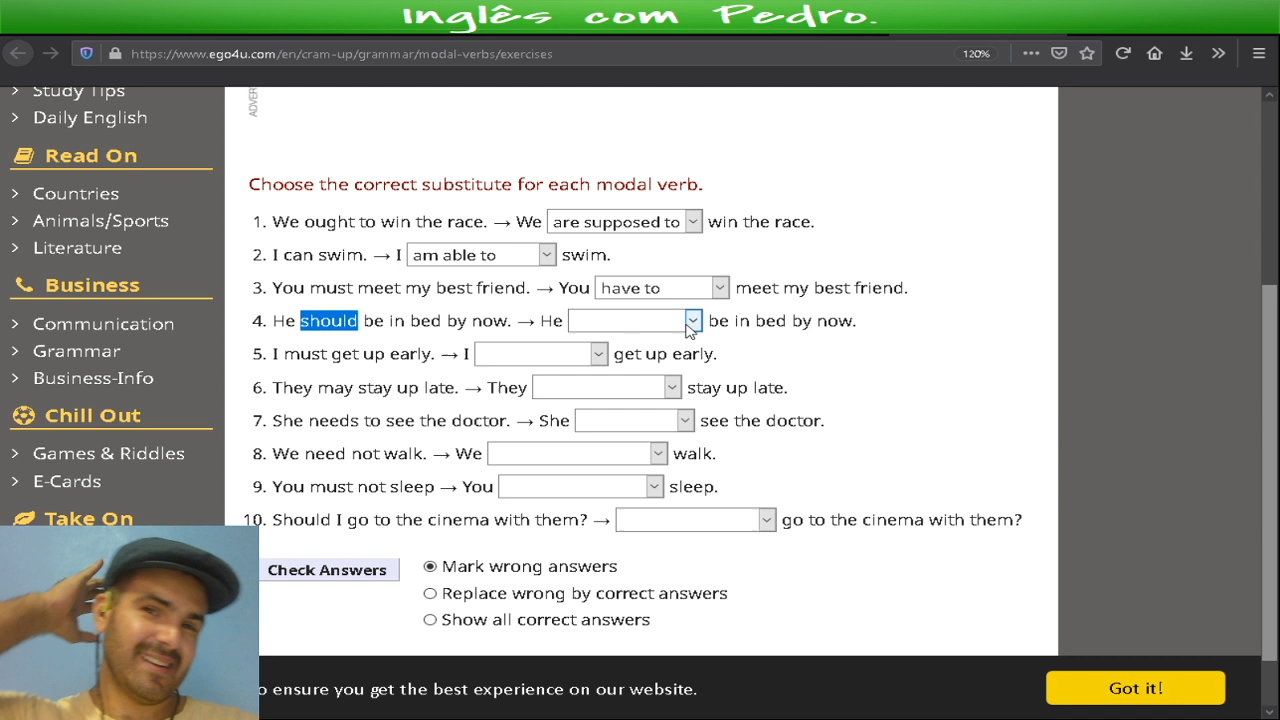 Inglês com Pedro.
https://www.ego4u.com/en/cram-up/grammar/modal-verbs/exercises
120%
Study Tips
Daily English
Read On
Countries
Animals/Sports
Literature
Business
Communication
Grammar
Business-Info
Chill Out
Games & Riddles
E-Cards
Take On
ADVER
Choose the correct substitute for each modal verb.
1. We ought to win the race. → We are supposed to win the race.
2. I can swim. → I am able to swim.
3. You must meet my best friend. → You have to meet my best friend.
4. He should be in bed by now. → He be in bed by now.
5. I must get up early. → I get up early.
6. They may stay up late. → They stay up late.
7. She needs to see the doctor. → She see the doctor.
8. We need not walk. → We walk.
9. You must not sleep → You sleep.
10. Should I go to the cinema with them? → go to the cinema with them?
Check Answers
Mark wrong answers
Replace wrong by correct answers
Show all correct answers
o ensure you get the best experience on our website.
Got it!